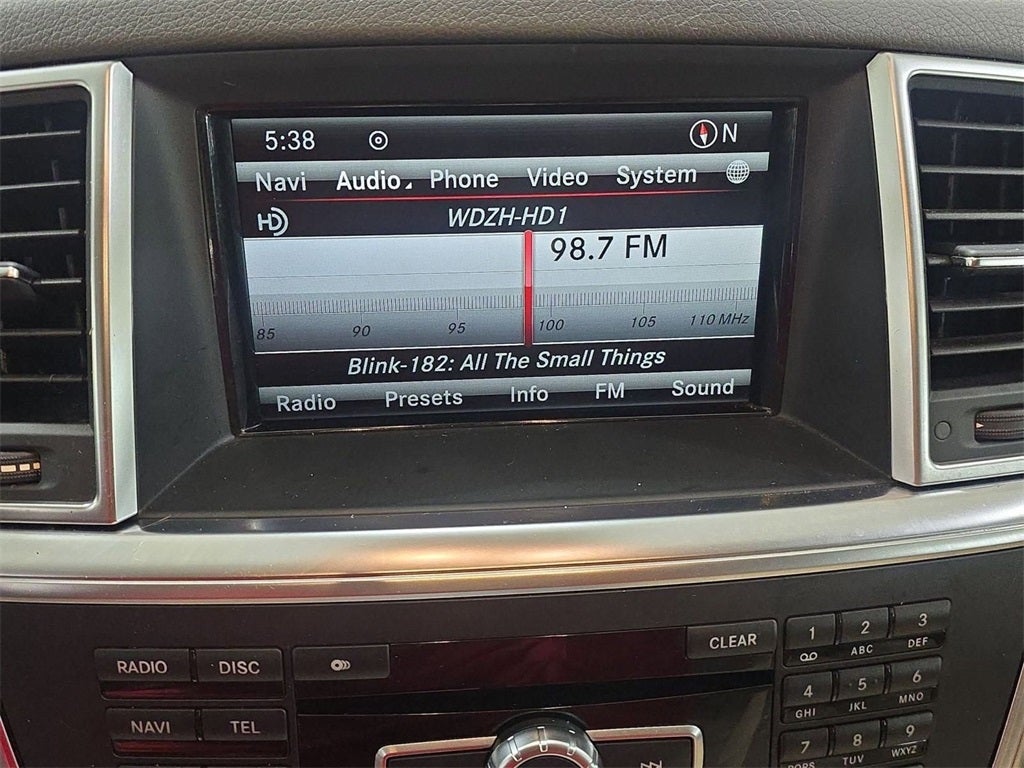 5:38 N
Navi Audio Phone Video System
HD WDZH-HD1
98.7 FM
85 90 95 100 105 110 MHz
Blink-182: All The Small Things
Radio Presets Info FM Sound
RADIO DISC CLEAR 1 2 ABC 3 DEF
4 GHI 5 JKL 6 MNO
NAVI TEL
7 PQRS 8 TUV 9 WXYZ